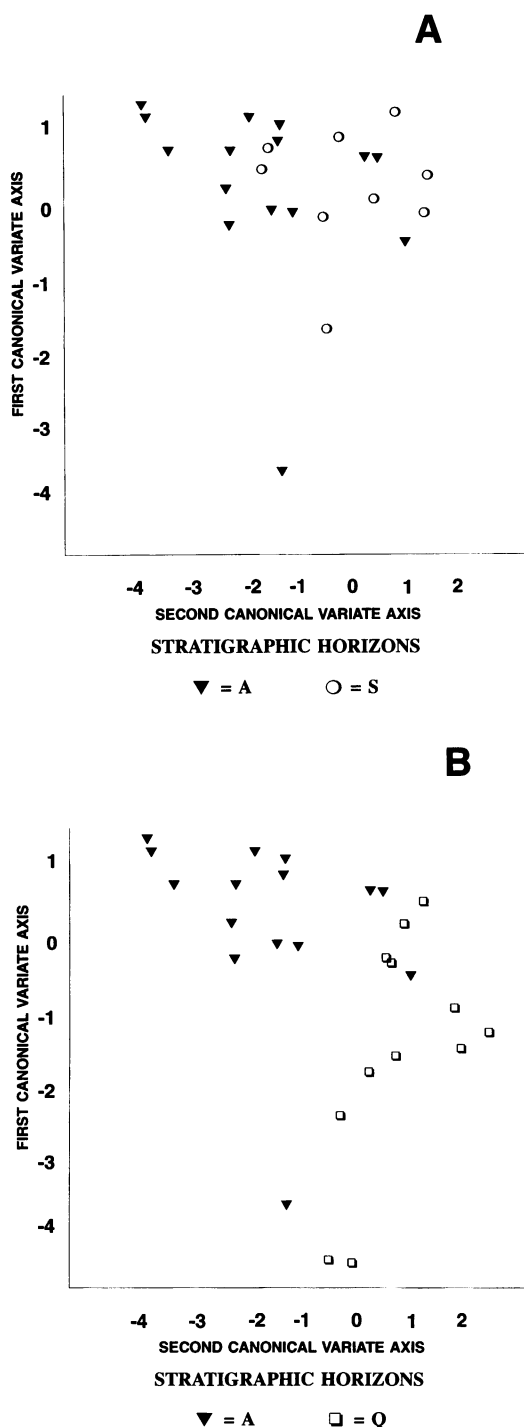 A
1
0
-1
-2
-3
-4
FIRST CANONICAL VARIATE AXIS
-4 -3 -2 -1 0 1 2
SECOND CANONICAL VARIATE AXIS
STRATIGRAPHIC HORIZONS
▼ = A ○ = S
B
1
0
-1
-2
-3
-4
FIRST CANONICAL VARIATE AXIS
-4 -3 -2 -1 0 1 2
SECOND CANONICAL VARIATE AXIS
STRATIGRAPHIC HORIZONS
▼ = A □ = Q